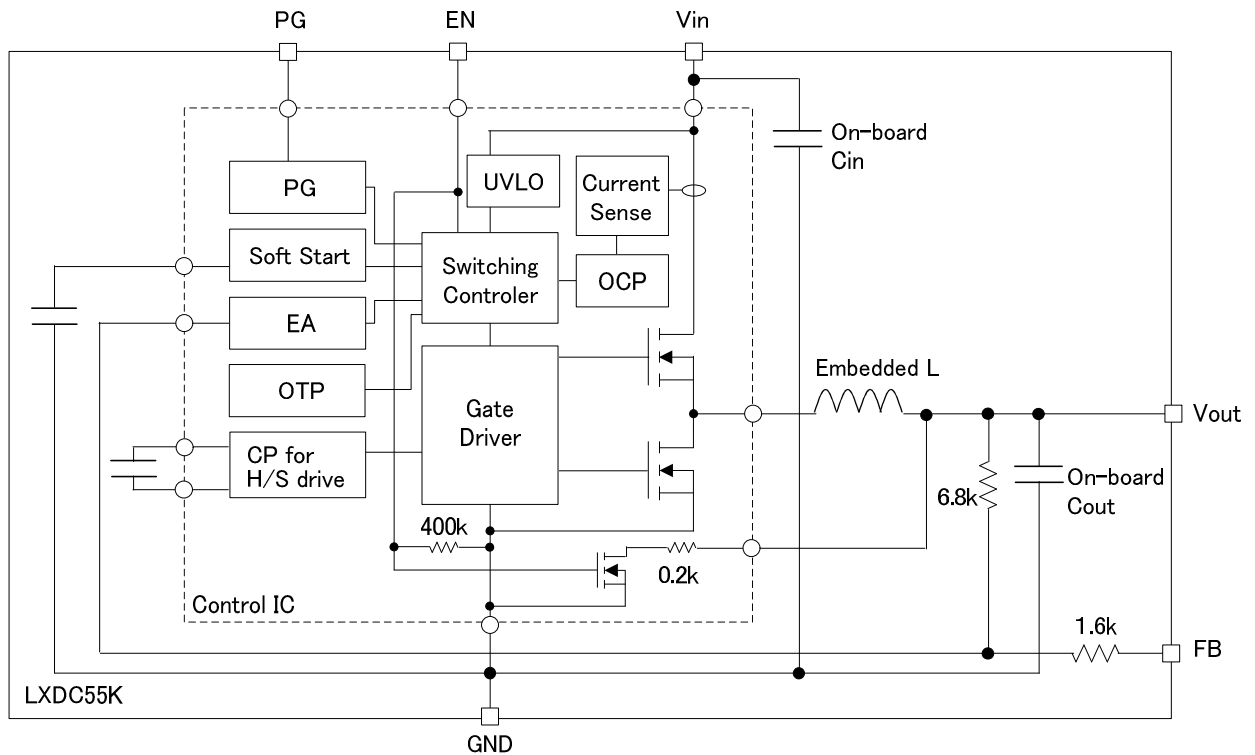 PG
EN
Vin
On-board
Cin
PG
UVLO
Current
Sense
Soft Start
Switching
Controler
OCP
EA
OTP
Gate
Driver
Embedded L
Vout
CP for
H/S drive
6.8k
On-board
Cout
400k
0.2k
Control IC
1.6k
FB
LXDC55K
GND